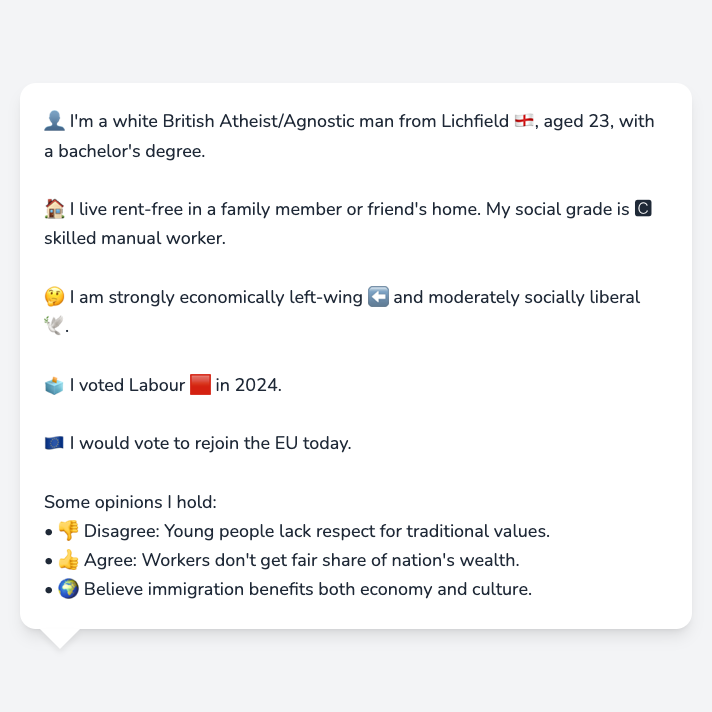 👤 I'm a white British Atheist/Agnostic man from Lichfield 🏴󠁧󠁢󠁥󠁮󠁧󠁿, aged 23, with
a bachelor's degree.
🏠 I live rent-free in a family member or friend's home. My social grade is 🅲
skilled manual worker.
🤔 I am strongly economically left-wing ⬅️ and moderately socially liberal
🕊️.
🗳️ I voted Labour 🟥 in 2024.
🇪🇺 I would vote to rejoin the EU today.
Some opinions I hold:
• 👎 Disagree: Young people lack respect for traditional values.
• 👍 Agree: Workers don't get fair share of nation's wealth.
• 🌍 Believe immigration benefits both economy and culture.